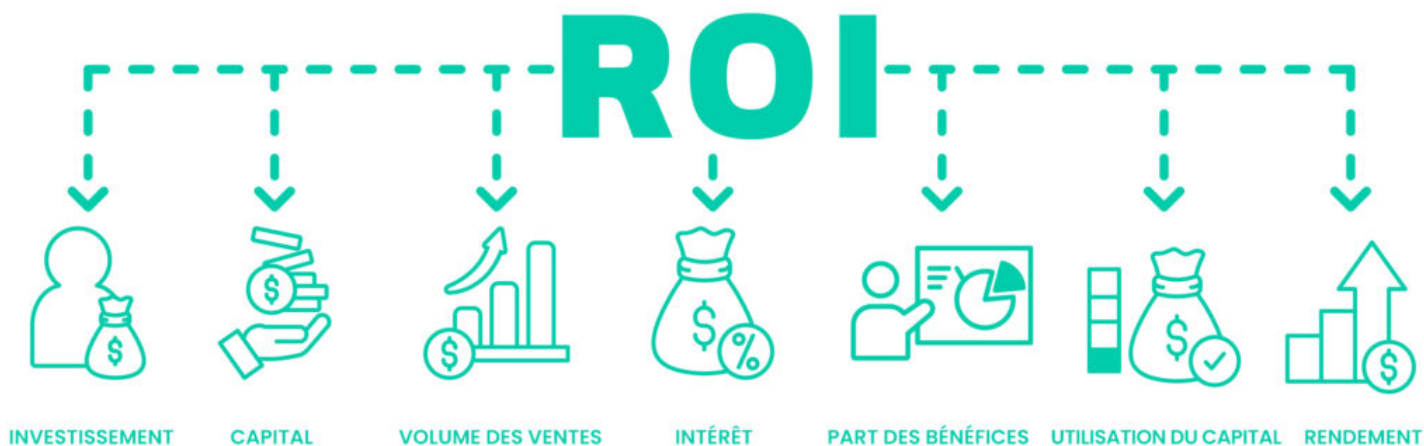 ROI
$ $ $ $ % $ $
INVESTISSEMENT CAPITAL VOLUME DES VENTES INTÉRÊT PART DES BÉNÉFICES UTILISATION DU CAPITAL RENDEMENT